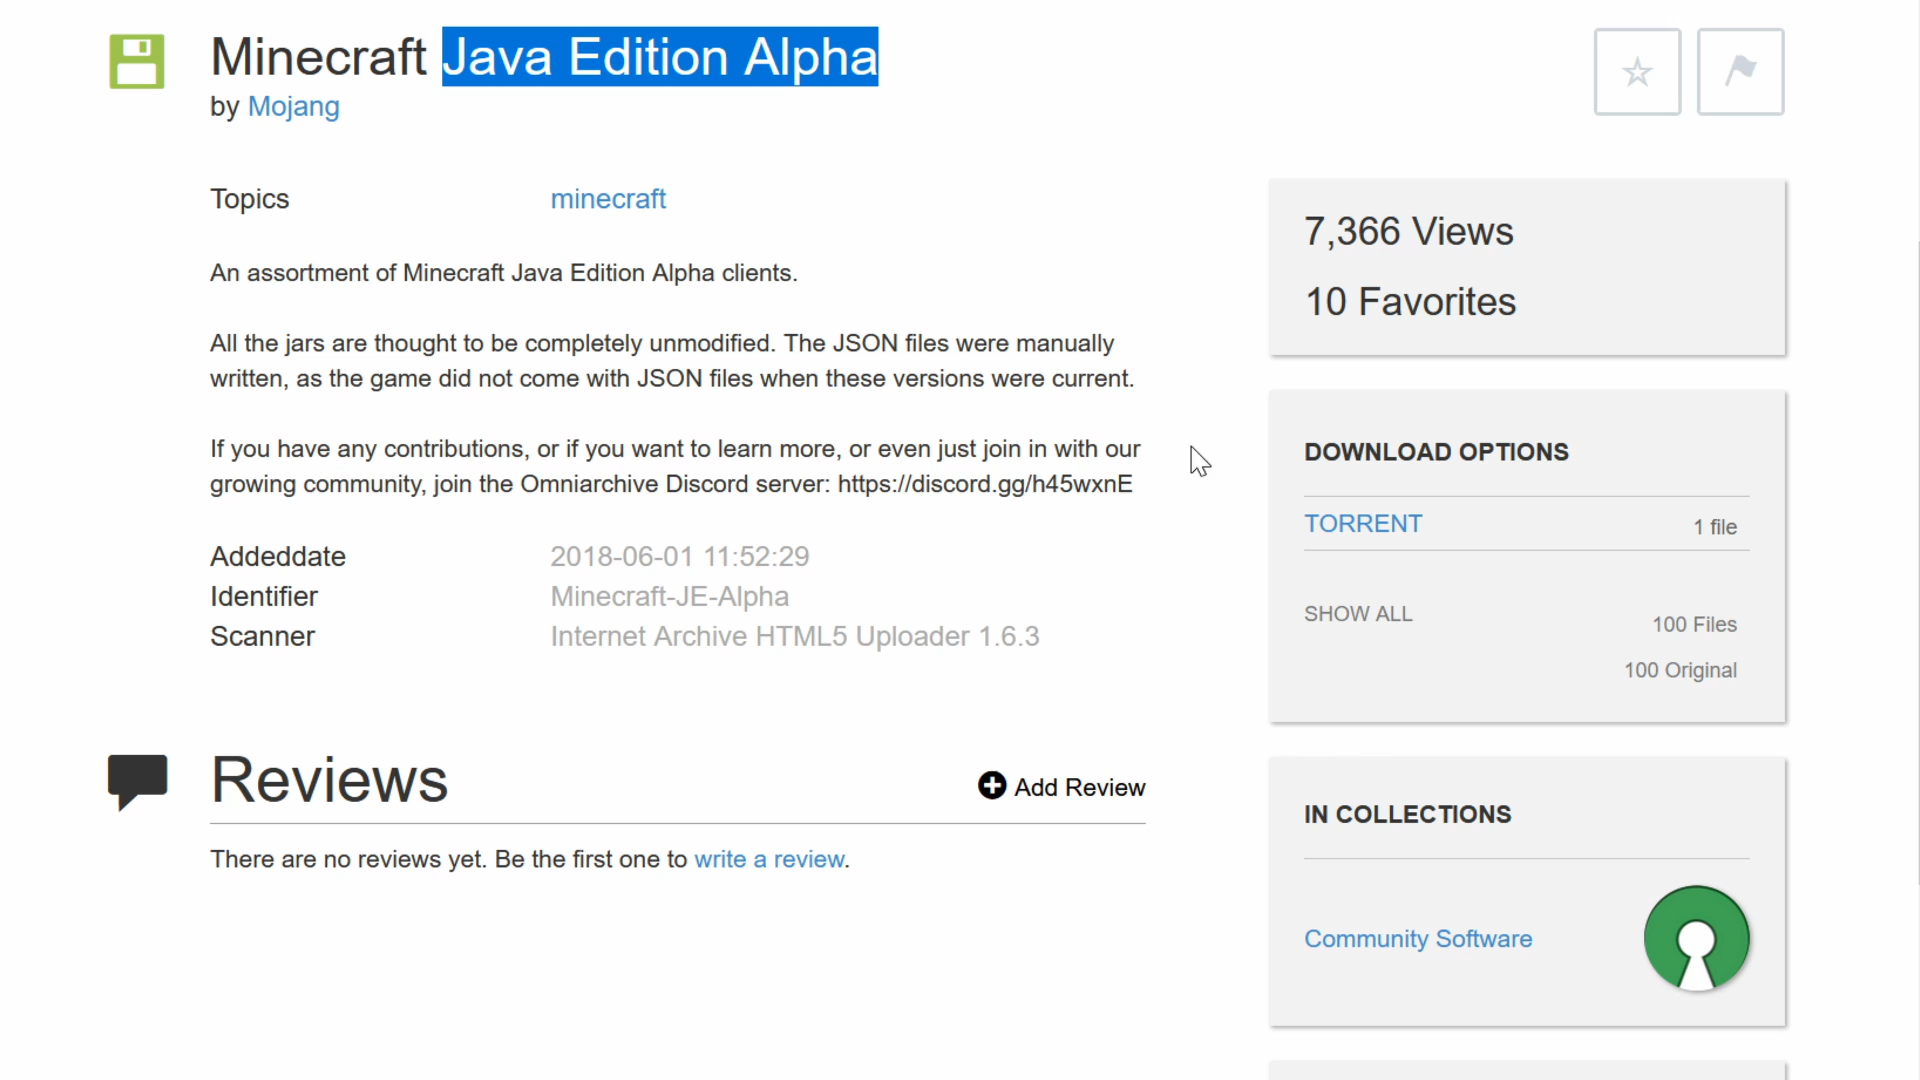 Minecraft Java Edition Alpha
by Mojang
Topics minecraft
An assortment of Minecraft Java Edition Alpha clients.
All the jars are thought to be completely unmodified. The JSON files were manually
written, as the game did not come with JSON files when these versions were current.
If you have any contributions, or if you want to learn more, or even just join in with our
growing community, join the Omniarchive Discord server: https://discord.gg/h45wxnE
Addeddate 2018-06-01 11:52:29
Identifier Minecraft-JE-Alpha
Scanner Internet Archive HTML5 Uploader 1.6.3
Reviews
Add Review
There are no reviews yet. Be the first one to write a review.
7,366 Views
10 Favorites
DOWNLOAD OPTIONS
TORRENT 1 file
SHOW ALL 100 Files
100 Original
IN COLLECTIONS
Community Software